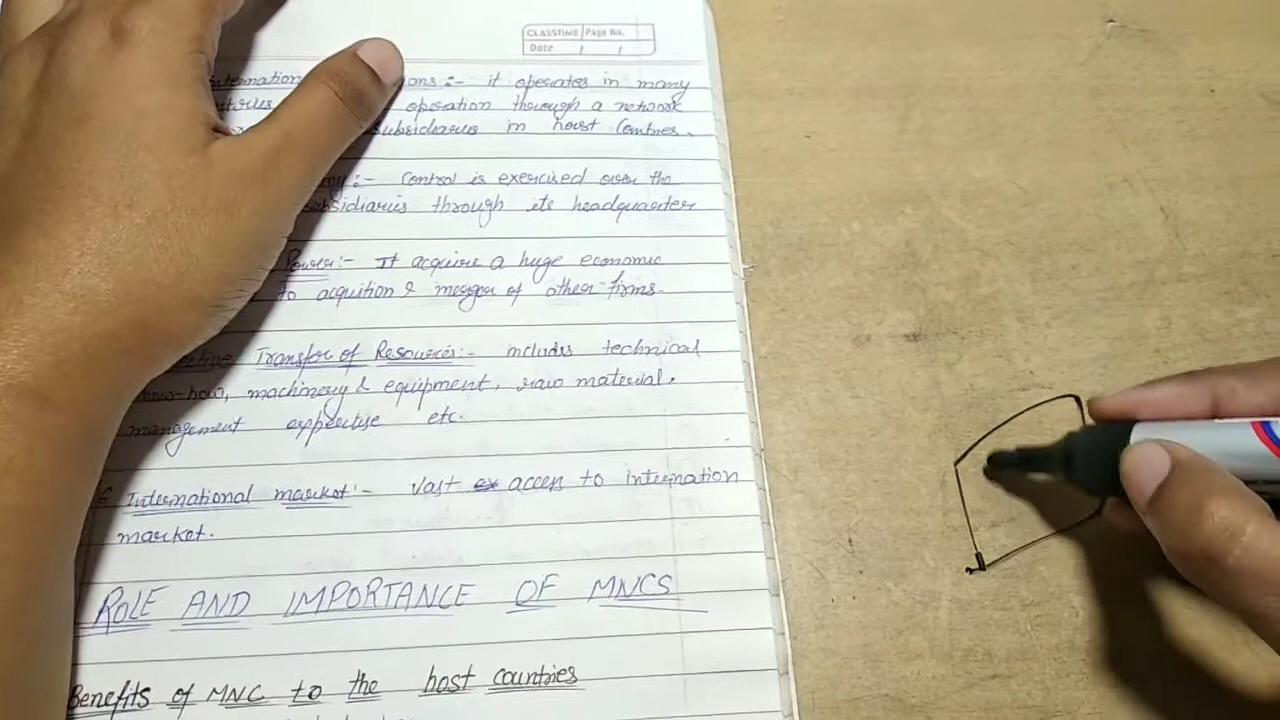 CLASSTIME Page No.
Date / /
ons :- it operates in many
operation through a network
subsidiaries in host Countries.
:- Control is exercised over the
subsidiaries through its headquarter
Power:- It acquire a huge economic
to acquition & merger of other firms.
Transfer of Resources:- includes technical
machinery & equipment, raw material,
management exppertise etc.
International market:- Vast access to internation
market.
ROLE AND IMPORTANCE OF MNCS
Benefits of MNC to the host countries